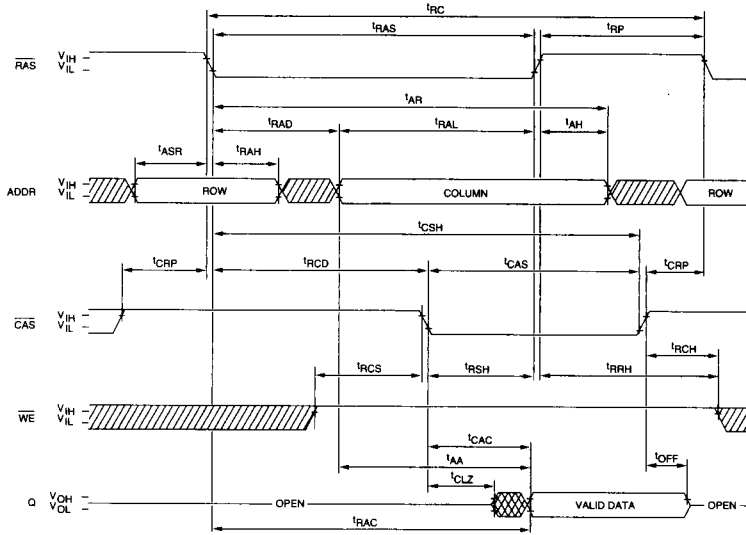 tRC
tRAS
tRP
RAS
VIH
VIL
tAR
tRAD
tRAL
tAH
tASR
tRAH
ADDR
VIH
VIL
ROW
COLUMN
ROW
tCSH
tCRP
tRCD
tCAS
tCRP
CAS
VIH
VIL
tRCH
tRCS
tRSH
tRRH
WE
VIH
VIL
tCAC
tAA
tOFF
tCLZ
Q
VOH
VOL
OPEN
VALID DATA
OPEN
tRAC